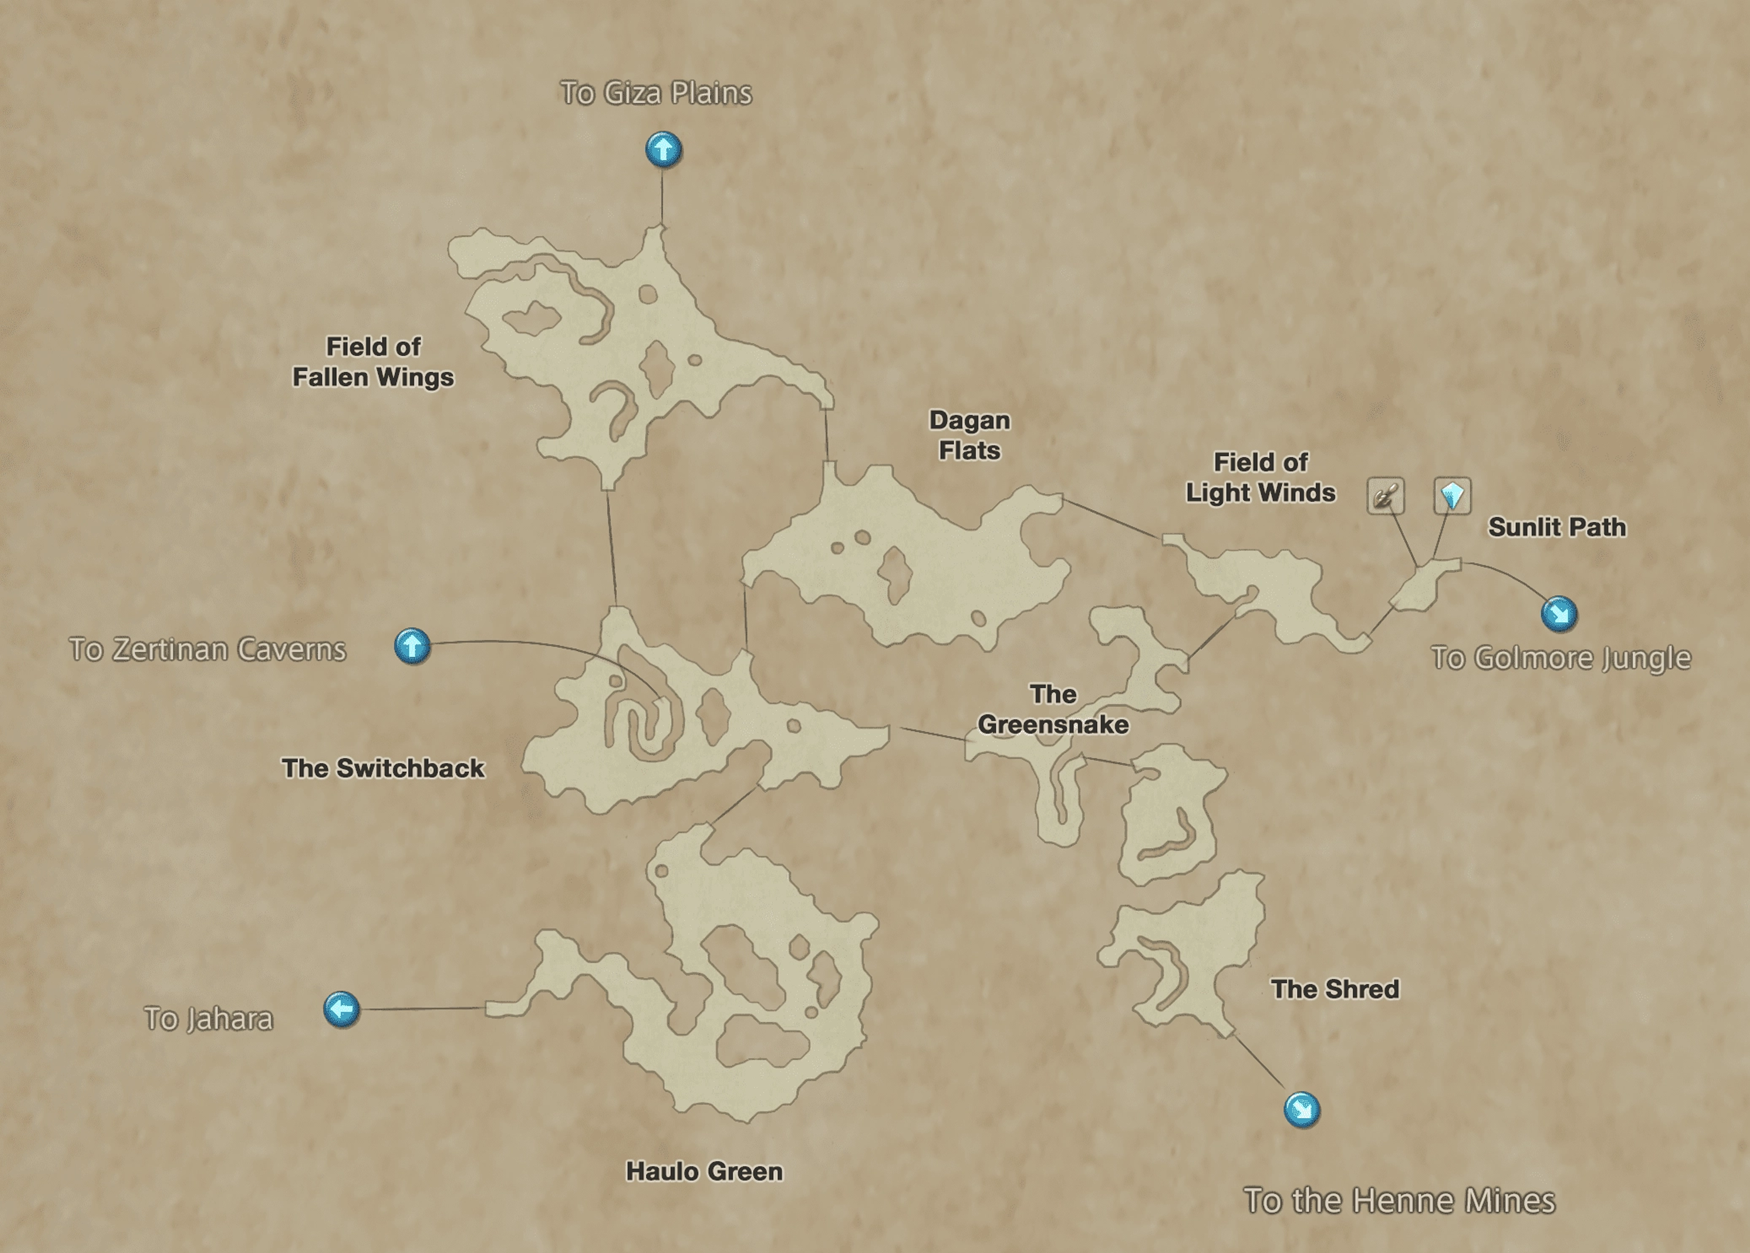 To Giza Plains
Field of
Fallen Wings
Dagan
Flats
Field of
Light Winds
Sunlit Path
To Zertinan Caverns
To Golmore Jungle
The
Greensnake
The Switchback
The Shred
To Jahara
Haulo Green
To the Henne Mines